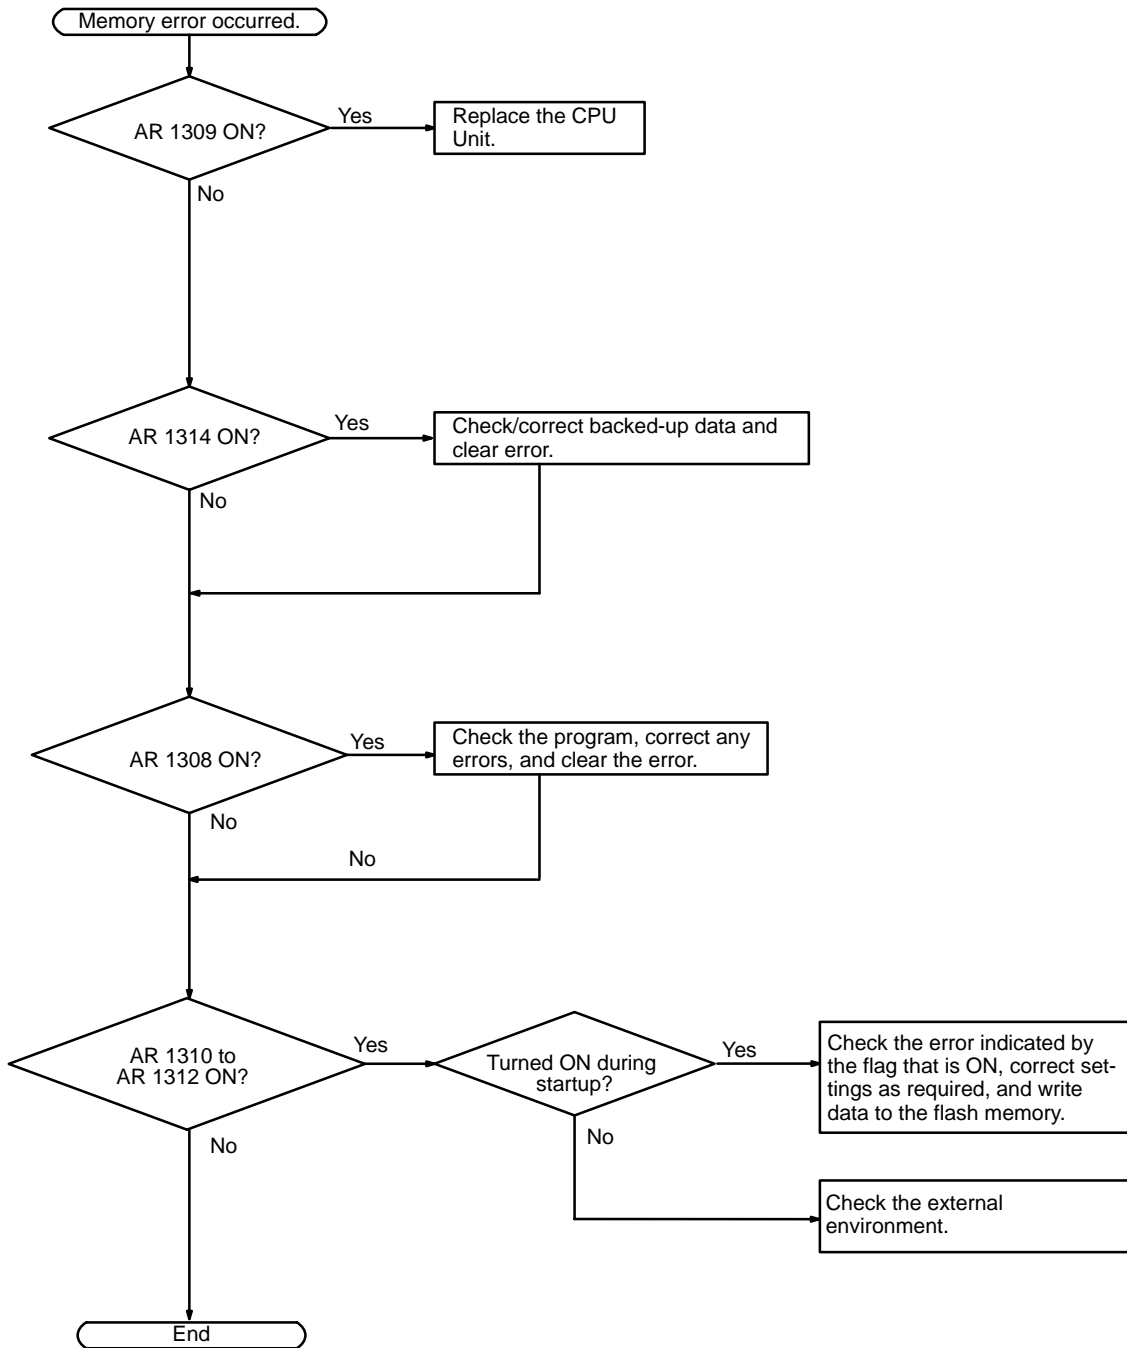 Memory error occurred.
AR 1309 ON?
Yes
Replace the CPU
Unit.
No
AR 1314 ON?
Yes
Check/correct backed-up data and
clear error.
No
AR 1308 ON?
Yes
Check the program, correct any
errors, and clear the error.
No
No
AR 1310 to
AR 1312 ON?
Yes
Turned ON during
startup?
Yes
Check the error indicated by
the flag that is ON, correct set-
tings as required, and write
data to the flash memory.
No
No
Check the external
environment.
End